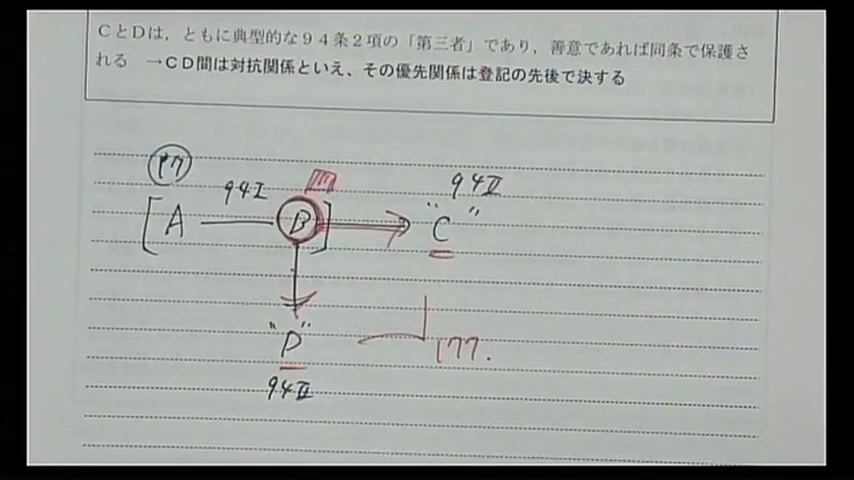 CとDは，ともに典型的な９４条２項の「第三者」であり，善意であれば同条で保護さ
れる　→ＣＤ間は対抗関係といえ、その優先関係は登記の先後で決する
94Ⅰ
94Ⅱ
[A
B]
"C"
"D"
177.
94Ⅱ